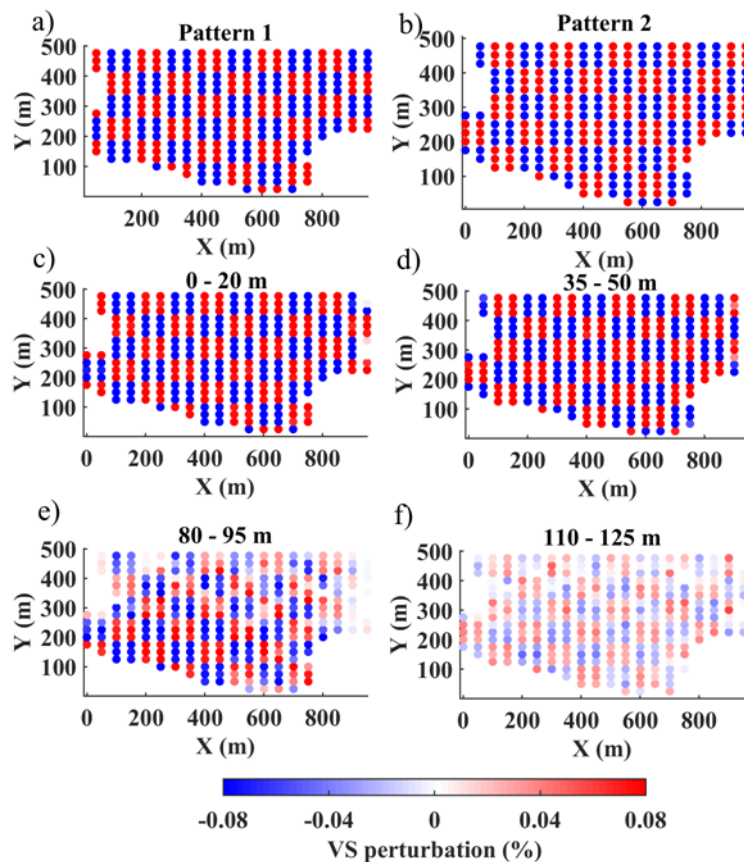 a)
Pattern 1
500
400
300
200
100
Y (m)
200 400 600 800
X (m)
b)
Pattern 2
500
400
300
200
100
Y (m)
0 200 400 600 800
X (m)
c)
0 - 20 m
500
400
300
200
100
Y (m)
0 200 400 600 800
X (m)
d)
35 - 50 m
500
400
300
200
100
Y (m)
0 200 400 600 800
X (m)
e)
80 - 95 m
500
400
300
200
100
Y (m)
0 200 400 600 800
X (m)
f)
110 - 125 m
500
400
300
200
100
Y (m)
0 200 400 600 800
X (m)
-0.08 -0.04 0 0.04 0.08
VS perturbation (%)